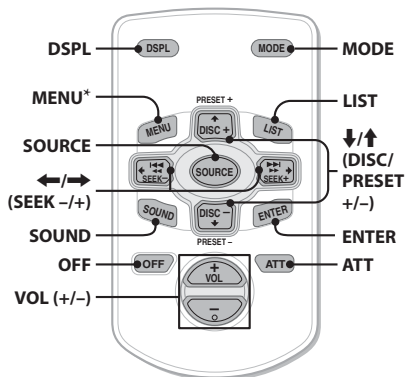 DSPL
MENU*
SOURCE
←/→
(SEEK –/+)
SOUND
OFF
VOL (+/–)
DSPL
MODE
PRESET +
MENU
DISC +
LIST
SEEK–
SOURCE
SEEK+
SOUND
DISC –
ENTER
PRESET –
OFF
+
VOL
–
ATT
MODE
LIST
↓/↑
(DISC/
PRESET
+/–)
ENTER
ATT